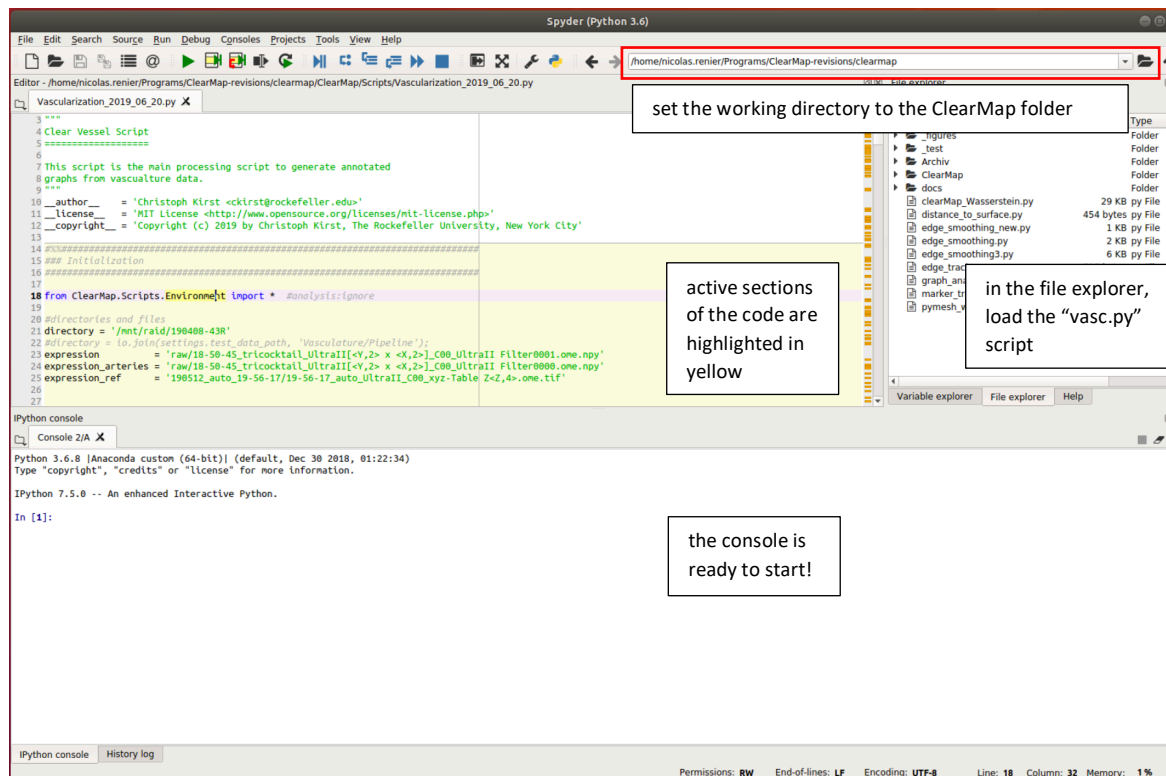 Spyder (Python 3.6)
File Edit Search Source Run Debug Consoles Projects Tools View Help
/home/nicolas.renier/Programs/ClearMap-revisions/clearmap
Editor - /home/nicolas.renier/Programs/ClearMap-revisions/clearmap/ClearMap/Scripts/Vascularization_2019_06_20.py
File explorer
Vascularization_2019_06_20.py
set the working directory to the ClearMap folder
3 """
4 Clear Vessel Script
5 ===================
6
7 This script is the main processing script to generate annotated
8 graphs from vascualture data.
9 """
10 __author__ = 'Christoph Kirst <ckirst@rockefeller.edu>'
11 __license__ = 'MIT License <http://www.opensource.org/licenses/mit-license.php>'
12 __copyright__ = 'Copyright (c) 2019 by Christoph Kirst, The Rockefeller University, New York City'
13
14 #%%######################################################################
15 ### Initialization
16 #########################################################################
17
18 from ClearMap.Scripts.Environment import * #analysis:ignore
19
20 #directories and files
21 directory = '/mnt/raid/190408-43R'
22 #directory = io.join(settings.test_data_path, 'Vasculature/Pipeline');
23 expression = 'raw/18-50-45_tricocktail_UltraII[<Y,2> x <X,2>]_C00_UltraII Filter0001.ome.npy'
24 expression_arteries = 'raw/18-50-45_tricocktail_UltraII[<Y,2> x <X,2>]_C00_UltraII Filter0000.ome.npy'
25 expression_ref = '190512_auto_19-56-17/19-56-17_auto_UltraII_C00_xyz-Table Z<Z,4>.ome.tif'
26
27
active sections
of the code are
highlighted in
yellow
Type
_figures Folder
_test Folder
Archiv Folder
ClearMap Folder
docs Folder
clearMap_Wasserstein.py 29 KB py File
distance_to_surface.py 454 bytes py File
edge_smoothing_new.py 1 KB py File
edge_smoothing.py 2 KB py File
edge_smoothing3.py 6 KB py File
edge_trac
graph_ana
marker_tr
pymesh_w
in the file explorer,
load the “vasc.py”
script
Variable explorer File explorer Help
IPython console
Console 2/A
Python 3.6.8 |Anaconda custom (64-bit)| (default, Dec 30 2018, 01:22:34)
Type "copyright", "credits" or "license" for more information.
IPython 7.5.0 -- An enhanced Interactive Python.
In [1]:
the console is
ready to start!
IPython console History log
Permissions: RW End-of-lines: LF Encoding: UTF-8 Line: 18 Column: 32 Memory: 1 %